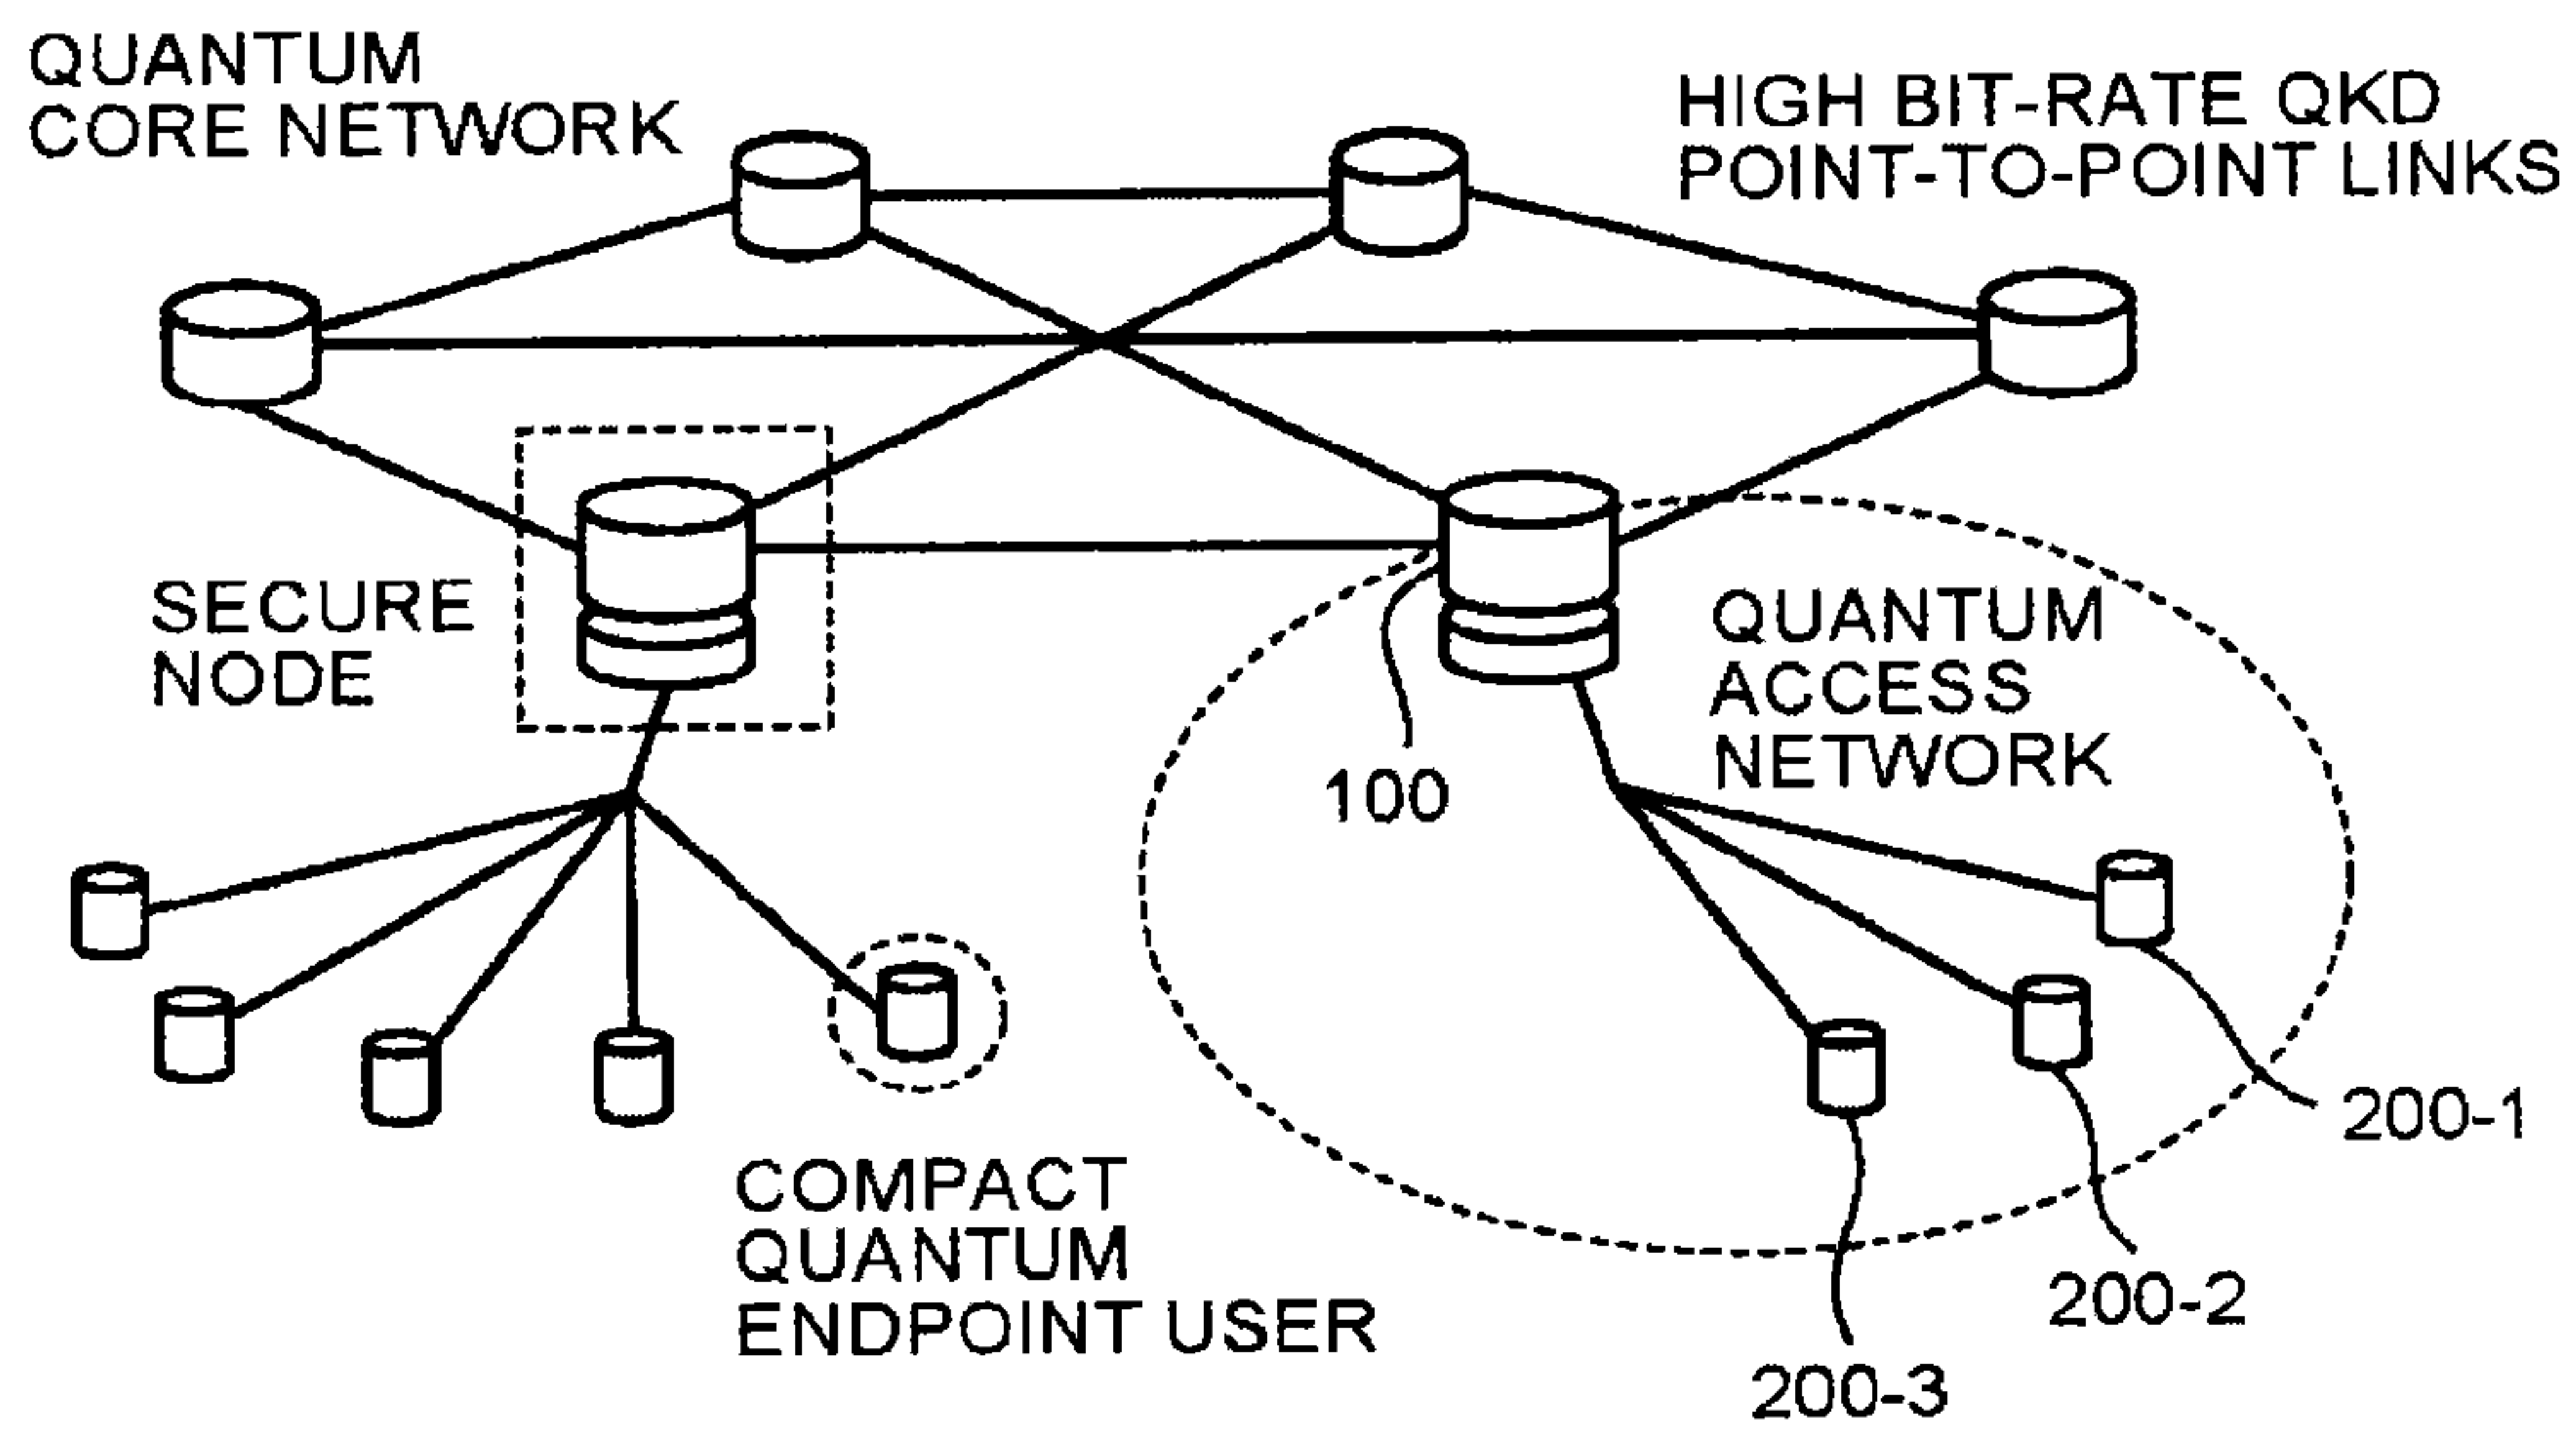 QUANTUM
CORE NETWORK
HIGH BIT-RATE QKD
POINT-TO-POINT LINKS
SECURE
NODE
QUANTUM
ACCESS
NETWORK
100
200-1
COMPACT
QUANTUM
ENDPOINT USER
200-2
200-3